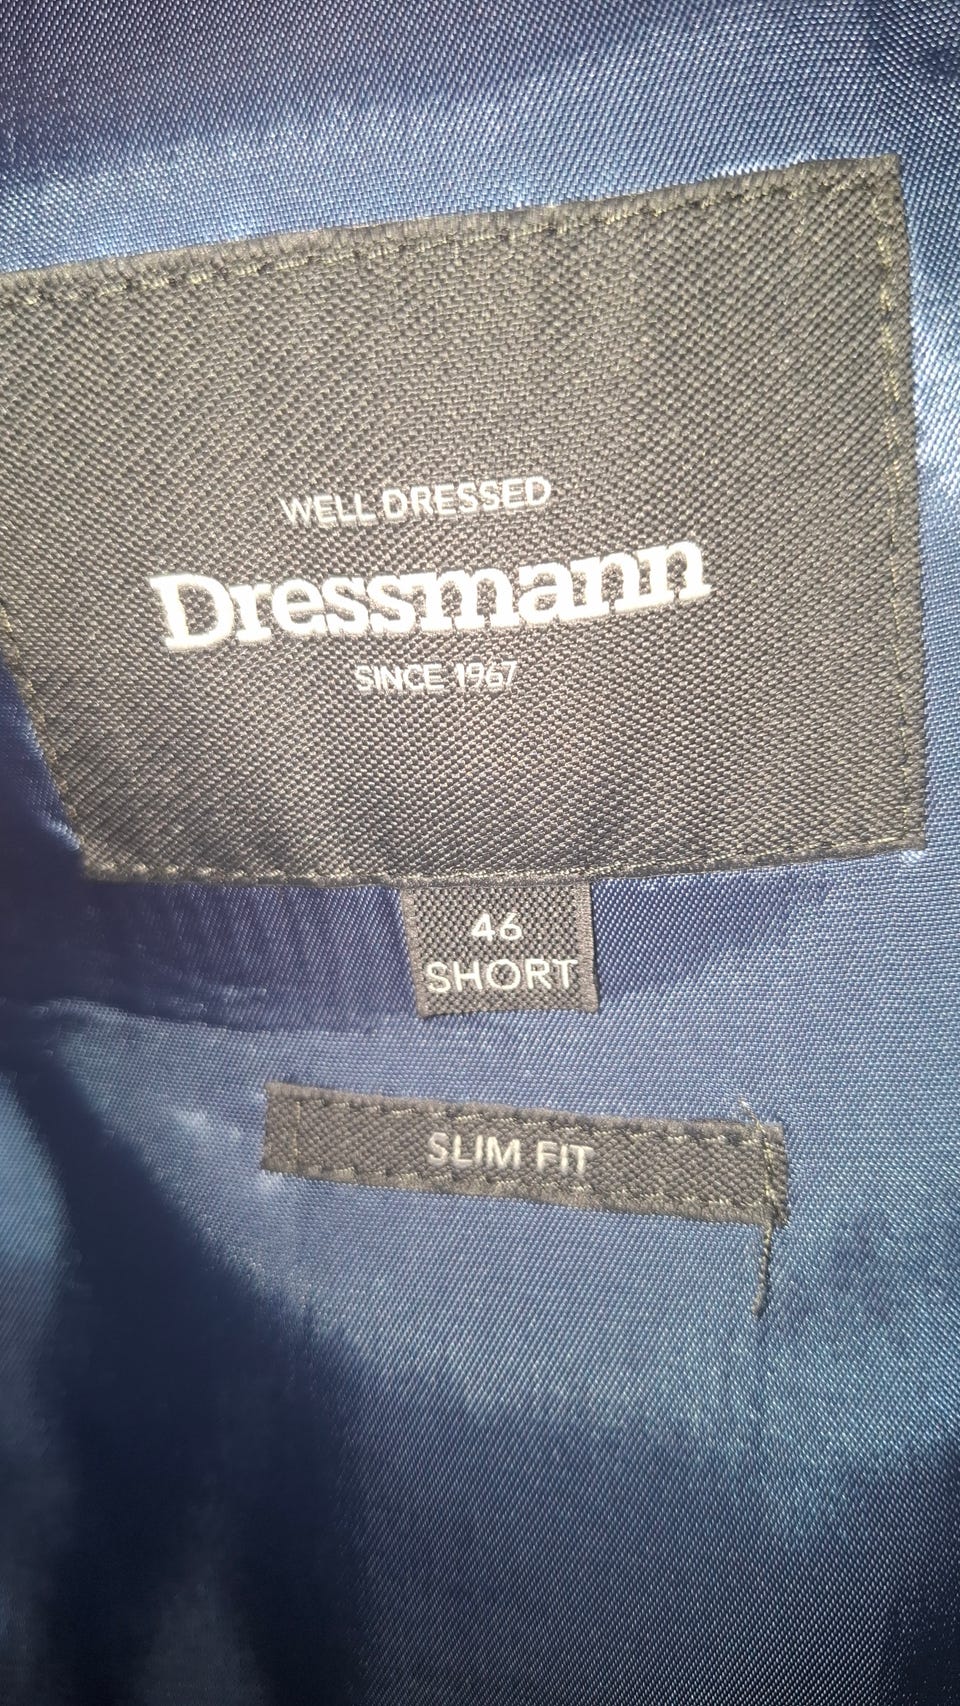 WELL DRESSED
Dressmann
SINCE 1967
46
SHORT
SLIM FIT